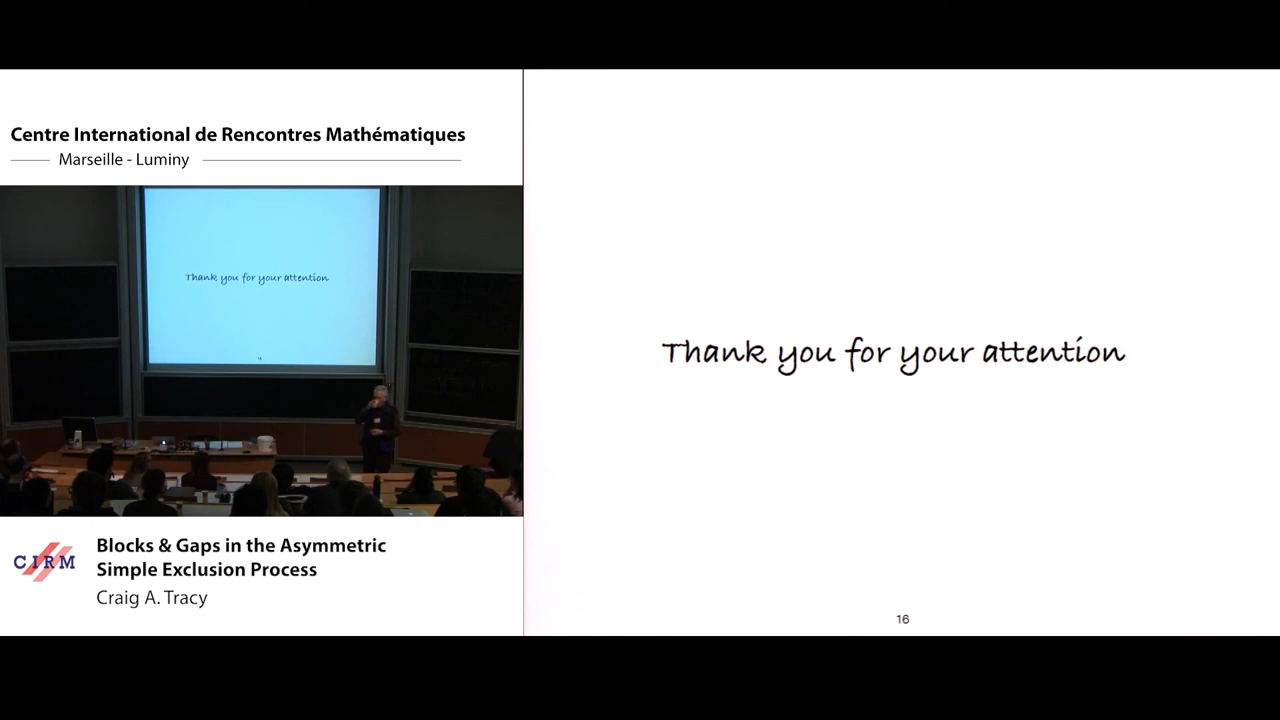 Centre International de Rencontres Mathématiques
Marseille - Luminy
Thank you for your attention
16
CIRM
Blocks & Gaps in the Asymmetric
Simple Exclusion Process
Craig A. Tracy
Thank you for your attention
16